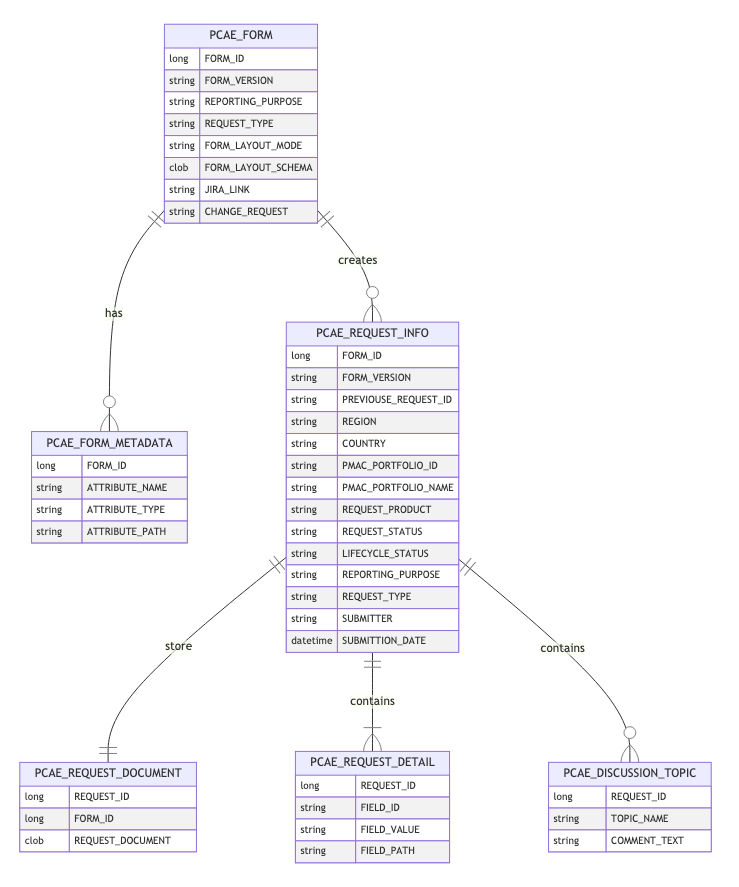 PCAE_FORM
long FORM_ID
string FORM_VERSION
string REPORTING_PURPOSE
string REQUEST_TYPE
string FORM_LAYOUT_MODE
clob FORM_LAYOUT_SCHEMA
string JIRA_LINK
string CHANGE_REQUEST
creates
has
PCAE_REQUEST_INFO
long FORM_ID
string FORM_VERSION
string PREVIOUSE_REQUEST_ID
string REGION
string COUNTRY
string PMAC_PORTFOLIO_ID
string PMAC_PORTFOLIO_NAME
string REQUEST_PRODUCT
string REQUEST_STATUS
string LIFECYCLE_STATUS
string REPORTING_PURPOSE
string REQUEST_TYPE
string SUBMITTER
datetime SUBMITTION_DATE
PCAE_FORM_METADATA
long FORM_ID
string ATTRIBUTE_NAME
string ATTRIBUTE_TYPE
string ATTRIBUTE_PATH
store
contains
contains
PCAE_REQUEST_DOCUMENT
long REQUEST_ID
long FORM_ID
clob REQUEST_DOCUMENT
PCAE_REQUEST_DETAIL
long REQUEST_ID
string FIELD_ID
string FIELD_VALUE
string FIELD_PATH
PCAE_DISCUSSION_TOPIC
long REQUEST_ID
string TOPIC_NAME
string COMMENT_TEXT